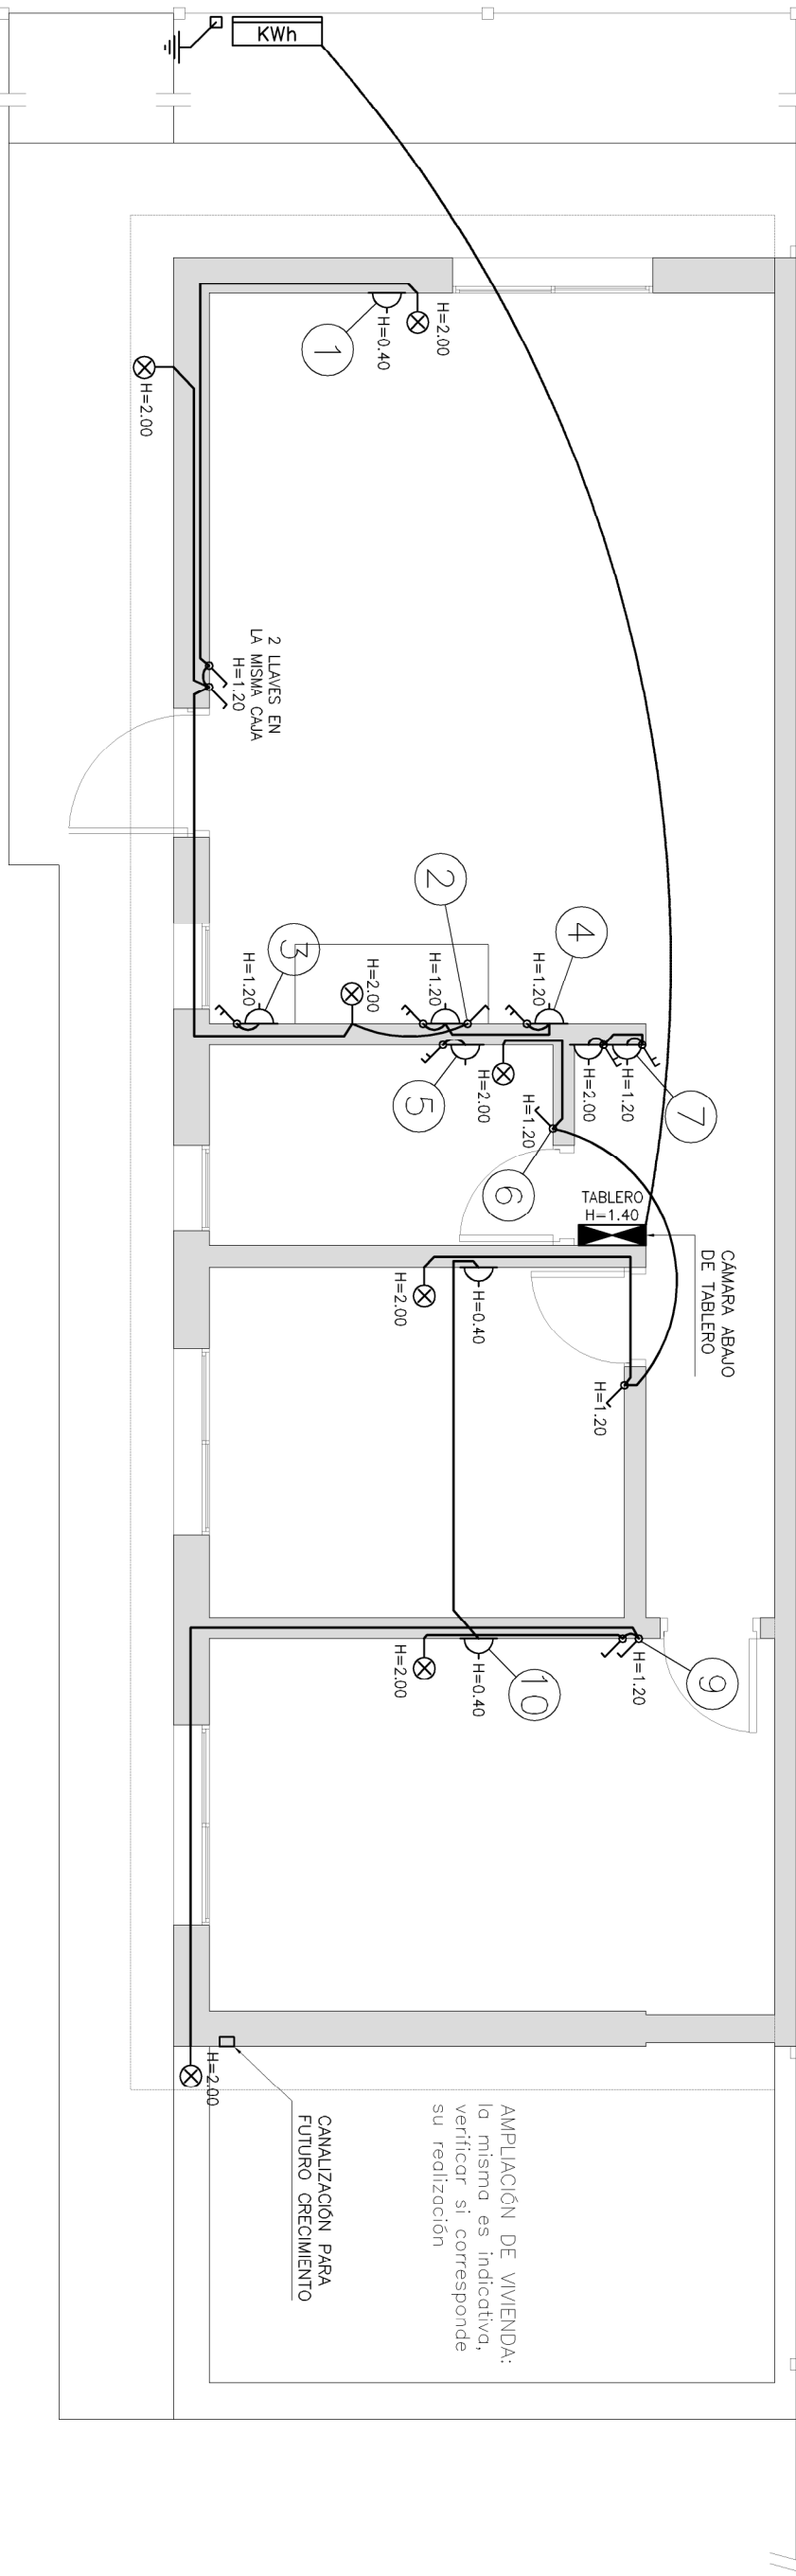 KWh
H=2.00
H=0.40
1
H=2.00
2 LLAVES EN
LA MISMA CAJA
H=1.20
2
4
3
H=1.20
H=2.00
H=1.20
H=1.20
5
H=2.00
H=1.20
H=2.00
H=1.20
7
6
TABLERO
H=1.40
CÁMARA ABAJO
DE TABLERO
H=2.00
H=0.40
H=1.20
H=2.00
H=0.40
10
H=1.20
9
H=2.00
CANALIZACIÓN PARA
FUTURO CRECIMIENTO
AMPLIACIÓN DE VIVIENDA:
la misma es indicativa,
verificar si corresponde
su realización